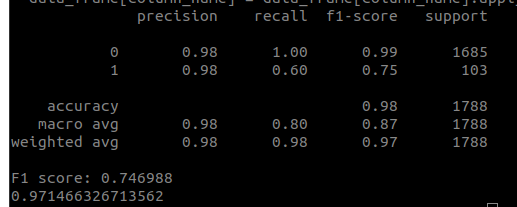 data_frame[column_name] = data_frame[column_name].apply
precision recall f1-score support
0 0.98 1.00 0.99 1685
1 0.98 0.60 0.75 103
accuracy 0.98 1788
macro avg 0.98 0.80 0.87 1788
weighted avg 0.98 0.98 0.97 1788
F1 score: 0.746988
0.971466326713562